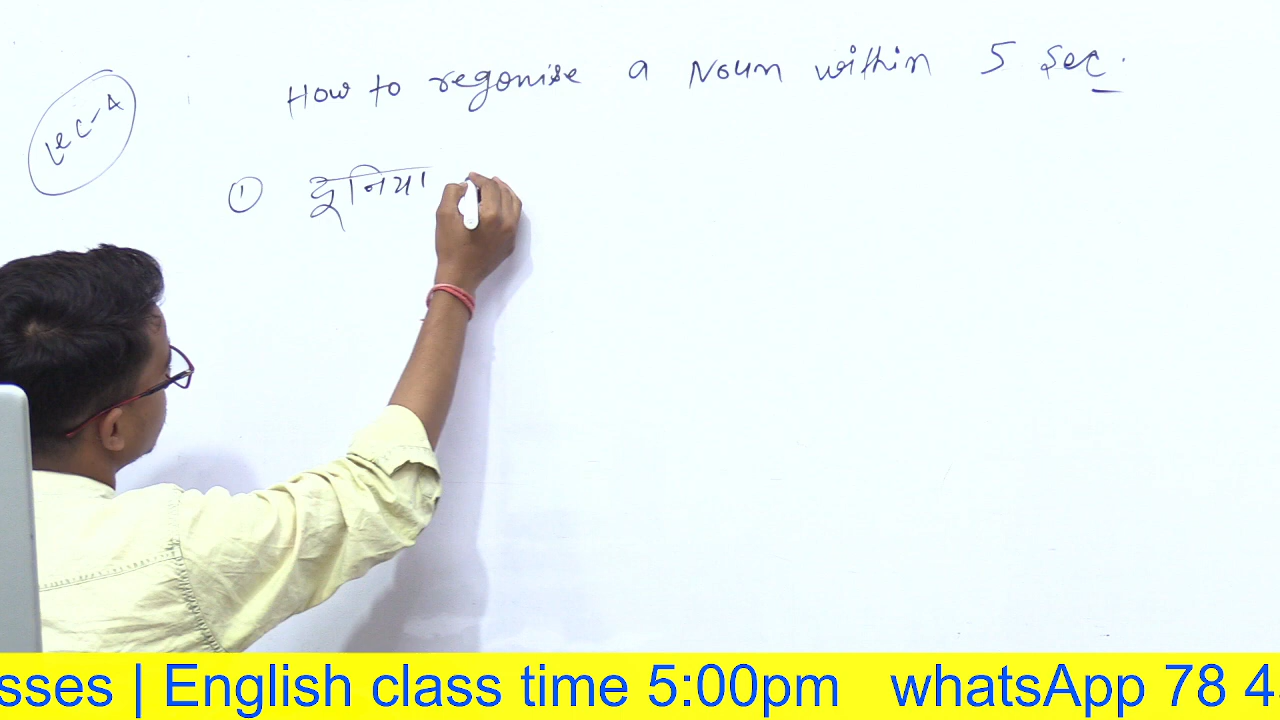 Lec-4
How to regonise a Noun within 5 Sec.
① दूनिया
sses | English class time 5:00pm whatsApp 78 4